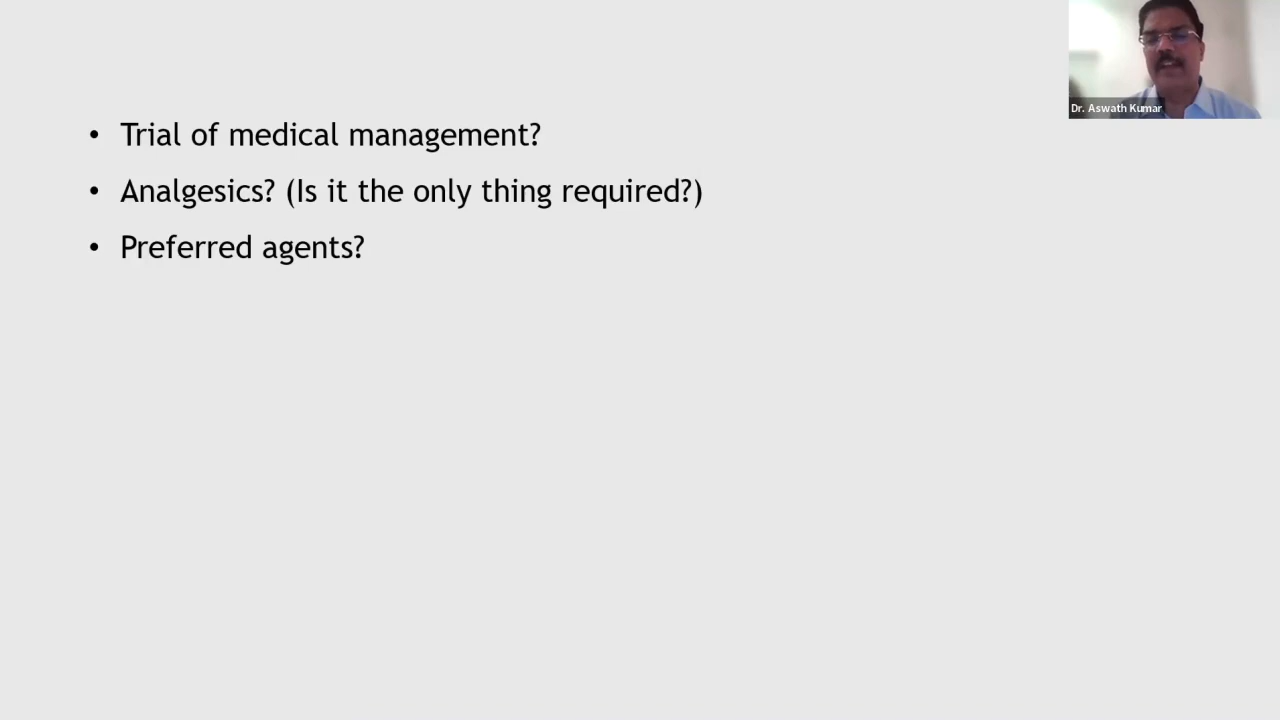 • Trial of medical management?
• Analgesics? (Is it the only thing required?)
• Preferred agents?
Dr. Aswath Kumar